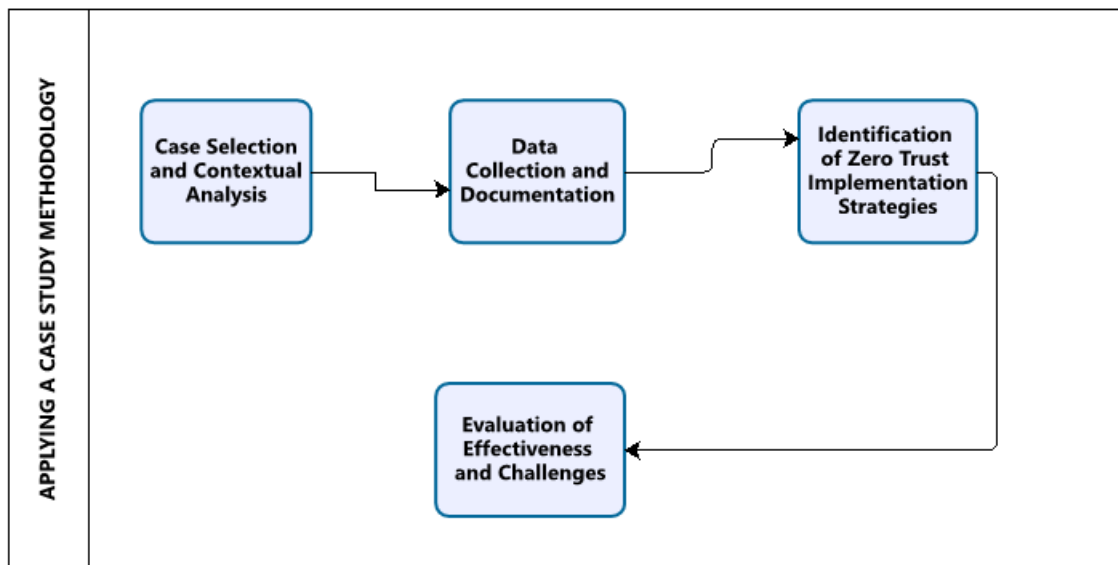 APPLYING A CASE STUDY METHODOLOGY
Case Selection
and Contextual
Analysis
Data
Collection and
Documentation
Identification
of Zero Trust
Implementation
Strategies
Evaluation of
Effectiveness
and Challenges